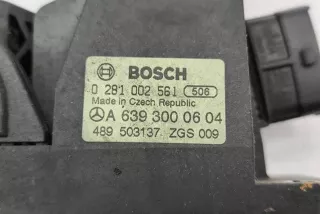 BOSCH
0 281 002 561 506
Made in Czech Republic
A 639 300 06 04
489 503137 ZGS 009